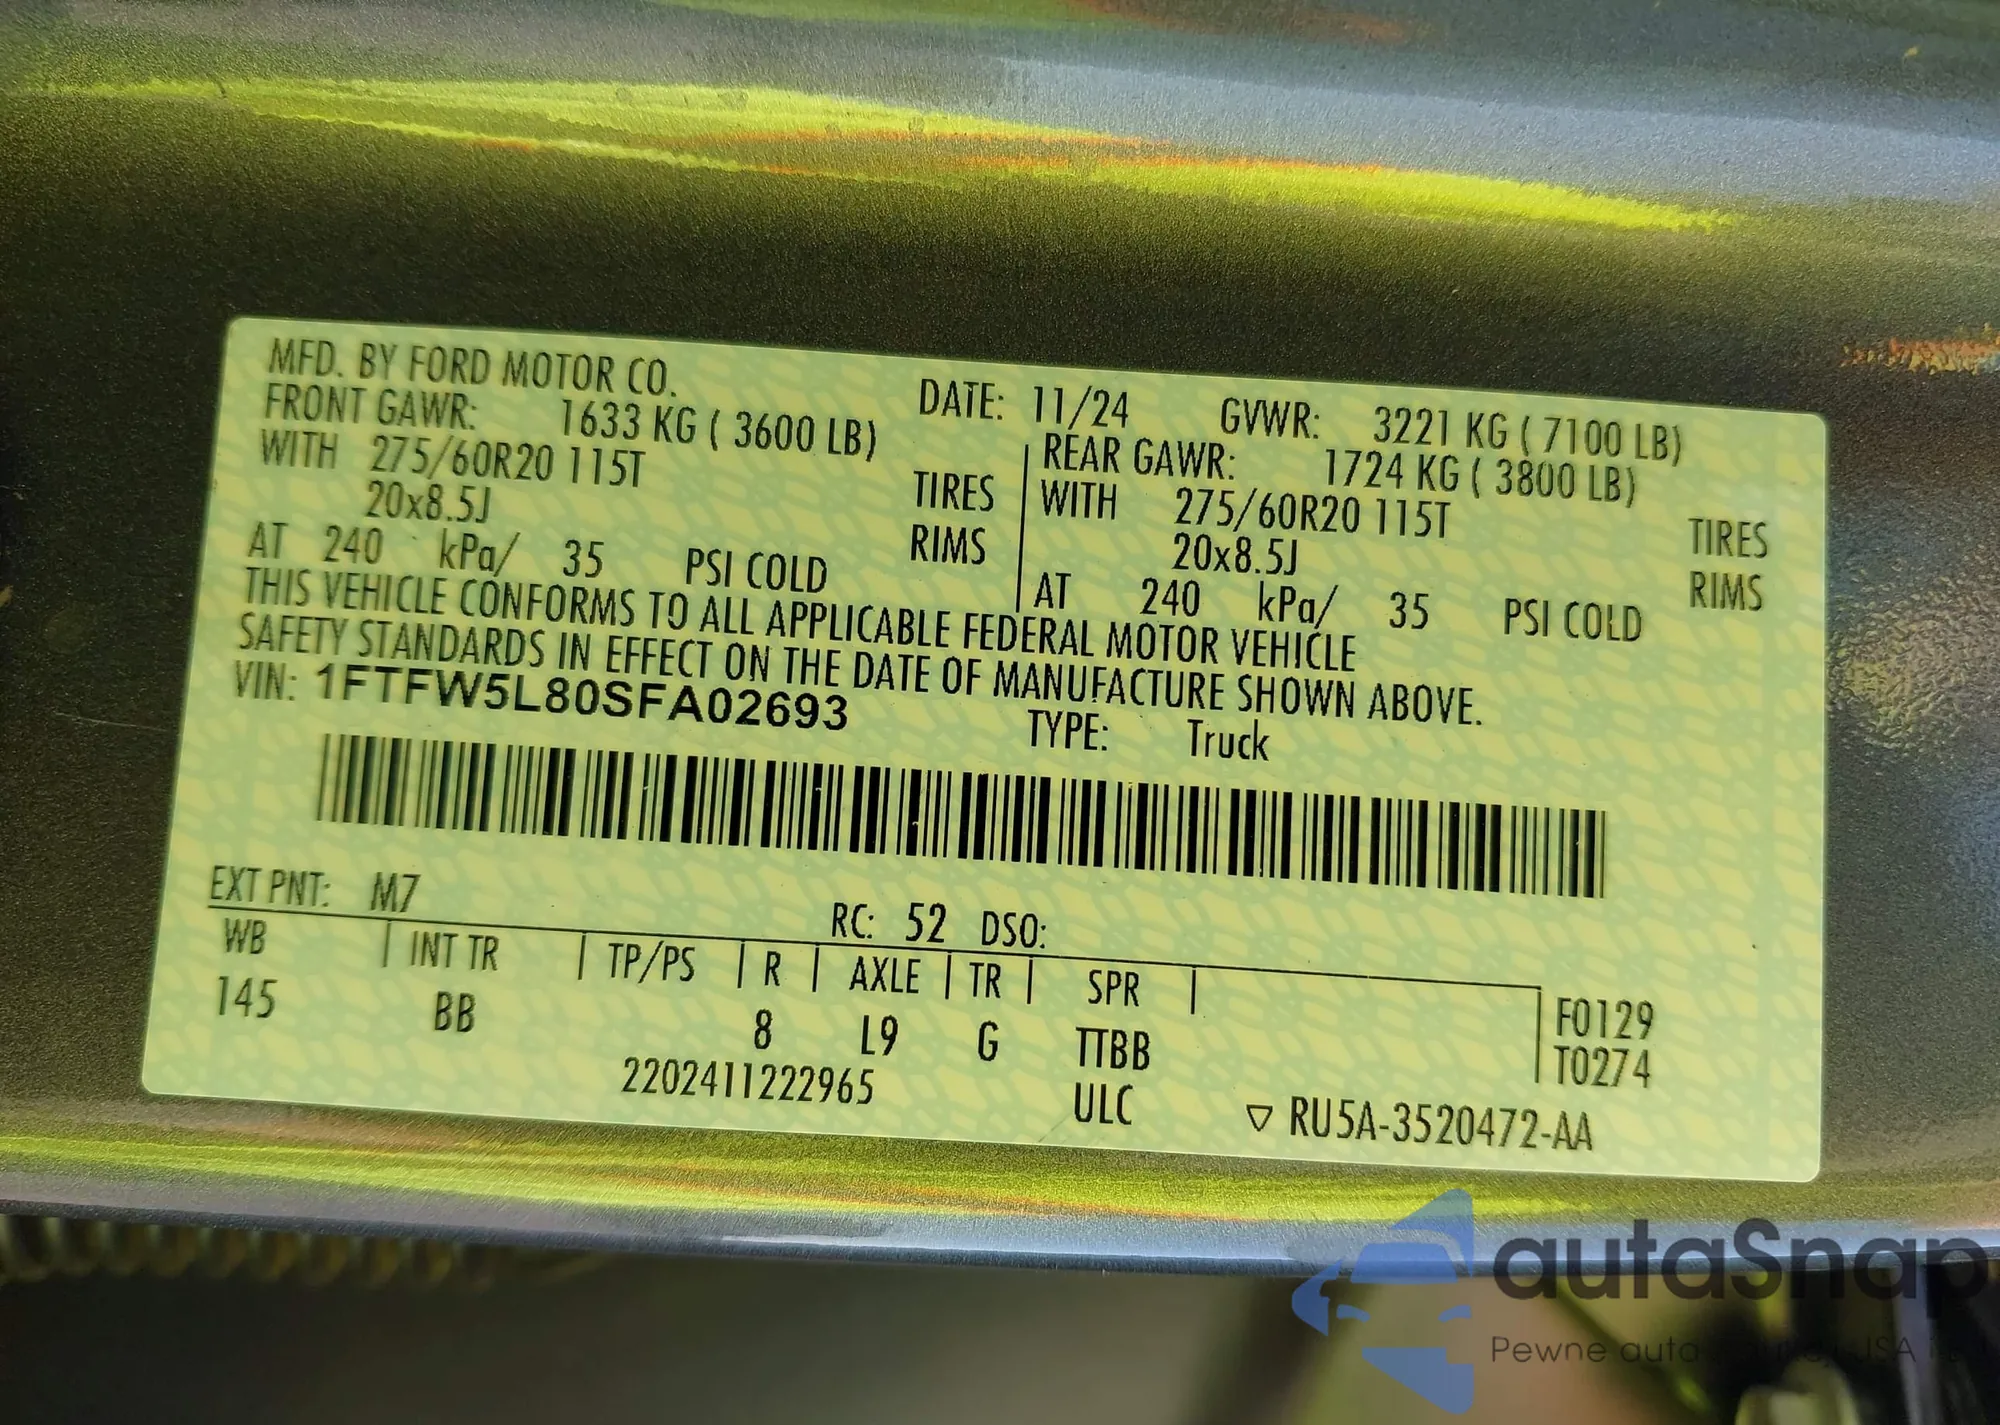 MFD. BY FORD MOTOR CO. DATE: 11/24 GVWR: 3221 KG ( 7100 LB)
FRONT GAWR: 1633 KG ( 3600 LB) REAR GAWR: 1724 KG ( 3800 LB)
WITH 275/60R20 115T TIRES WITH 275/60R20 115T TIRES
20x8.5J RIMS 20x8.5J RIMS
AT 240 kPa/ 35 PSI COLD AT 240 kPa/ 35 PSI COLD
THIS VEHICLE CONFORMS TO ALL APPLICABLE FEDERAL MOTOR VEHICLE
SAFETY STANDARDS IN EFFECT ON THE DATE OF MANUFACTURE SHOWN ABOVE.
VIN: 1FTFW5L80SFA02693 TYPE: Truck
EXT PNT: M7 RC: 52 DSO:
WB INT TR TP/PS R AXLE TR SPR
145 BB 8 L9 G TTBB
F0129
T0274
2202411222965 ULC ▽ RU5A-3520472-AA
autaSnap
Pewne auta USA